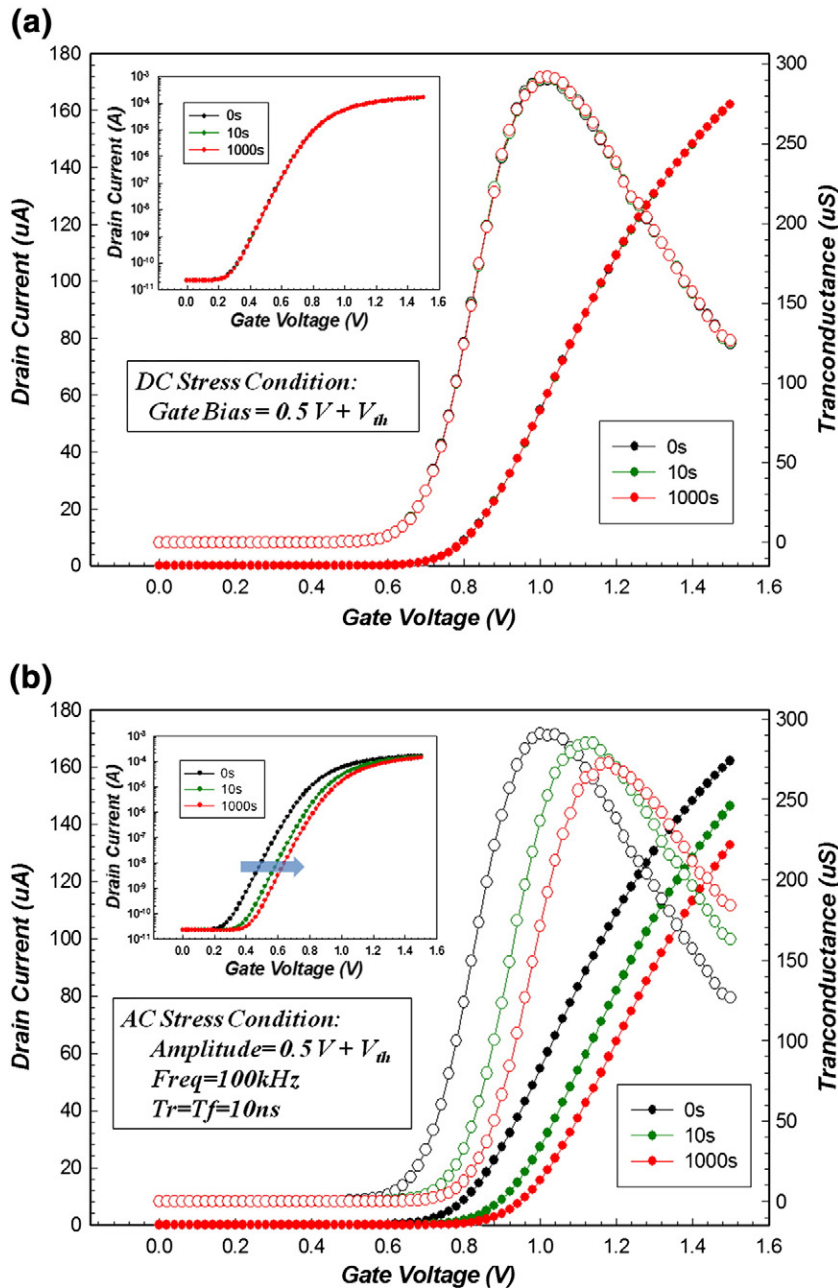 (a)
180
160
140
120
100
80
60
40
20
0
Drain Current (uA)
300
250
200
150
100
50
0
Tranconductance (uS)
0.0 0.2 0.4 0.6 0.8 1.0 1.2 1.4 1.6
Gate Voltage (V)
10-3
10-4
10-5
10-6
10-7
10-8
10-9
10-10
10-11
Drain Current (A)
0s
10s
1000s
0.0 0.2 0.4 0.6 0.8 1.0 1.2 1.4 1.6
Gate Voltage (V)
DC Stress Condition:
Gate Bias = 0.5 V + Vth
0s
10s
1000s
(b)
180
160
140
120
100
80
60
40
20
0
Drain Current (uA)
300
250
200
150
100
50
0
Tranconductance (uS)
0.0 0.2 0.4 0.6 0.8 1.0 1.2 1.4 1.6
Gate Voltage (V)
10-3
10-4
10-5
10-6
10-7
10-8
10-9
10-10
10-11
Drain Current (A)
0s
10s
1000s
0.0 0.2 0.4 0.6 0.8 1.0 1.2 1.4 1.6
Gate Voltage (V)
AC Stress Condition:
Amplitude= 0.5 V + Vth
Freq=100kHz
Tr=Tf=10ns
0s
10s
1000s